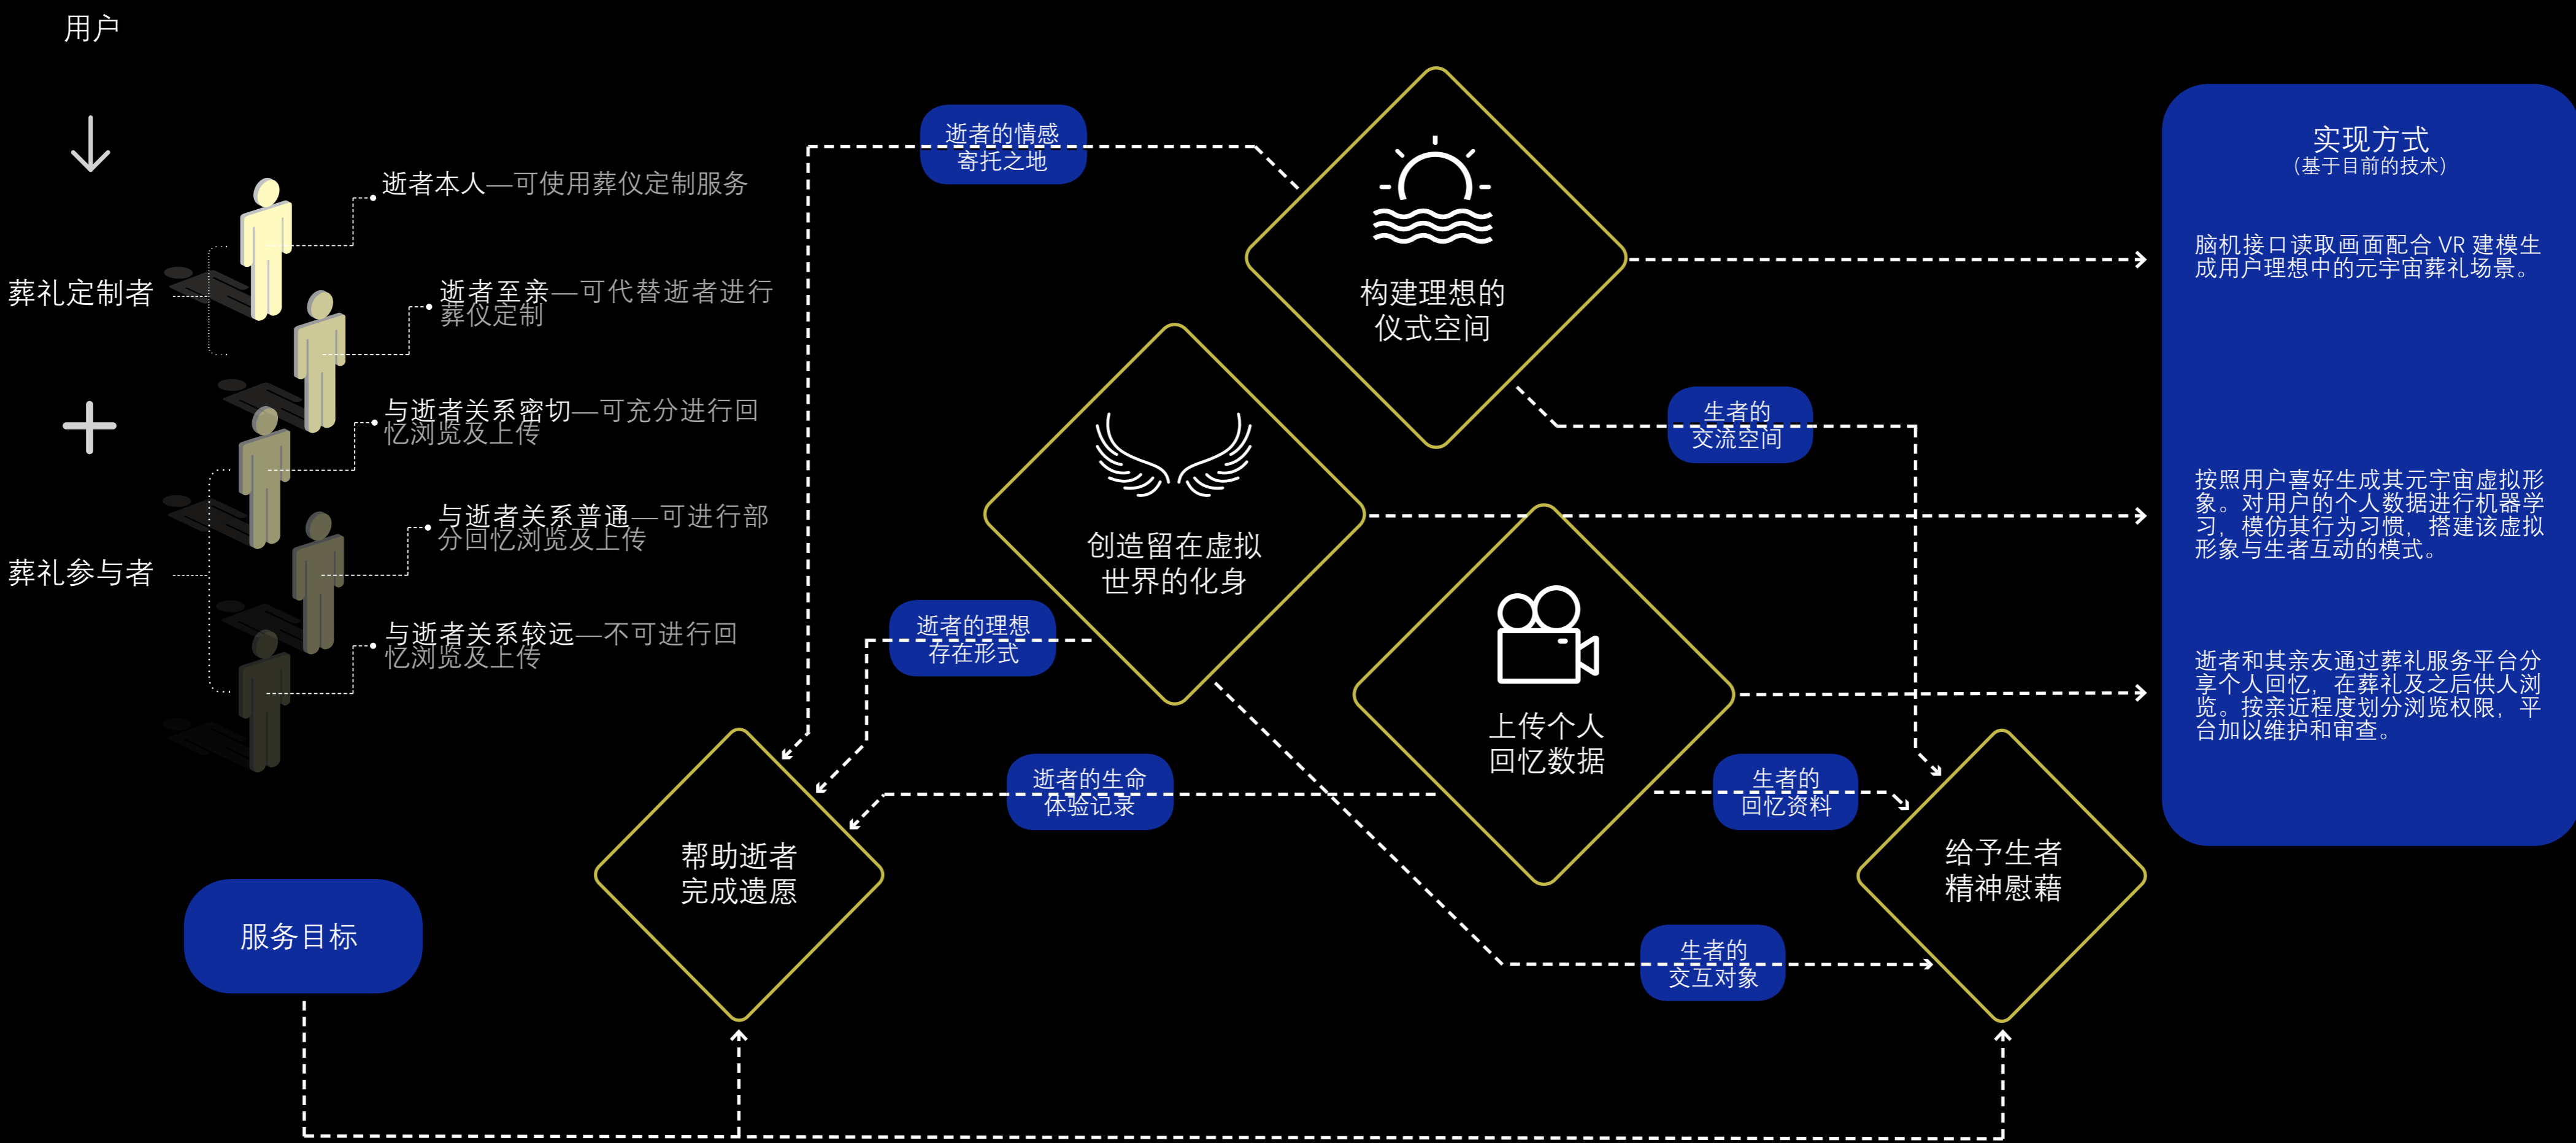 用户
葬礼定制者
逝者本人—可使用葬仪定制服务
逝者至亲—可代替逝者进行
葬仪定制
葬礼参与者
与逝者关系密切—可充分进行回
忆浏览及上传
与逝者关系普通—可进行部
分回忆浏览及上传
与逝者关系较远—不可进行回
忆浏览及上传
服务目标
逝者的情感
寄托之地
构建理想的
仪式空间
生者的
交流空间
创造留在虚拟
世界的化身
逝者的理想
存在形式
上传个人
回忆数据
逝者的生命
体验记录
生者的
回忆资料
帮助逝者
完成遗愿
给予生者
精神慰藉
生者的
交互对象
实现方式
（基于目前的技术）
脑机接口读取画面配合 VR 建模生
成用户理想中的元宇宙葬礼场景。
按照用户喜好生成其元宇宙虚拟形
象。对用户的个人数据进行机器学
习，模仿其行为习惯，搭建该虚拟
形象与生者互动的模式。
逝者和其亲友通过葬礼服务平台分
享个人回忆，在葬礼及之后供人浏
览。按亲近程度划分浏览权限，平
台加以维护和审查。